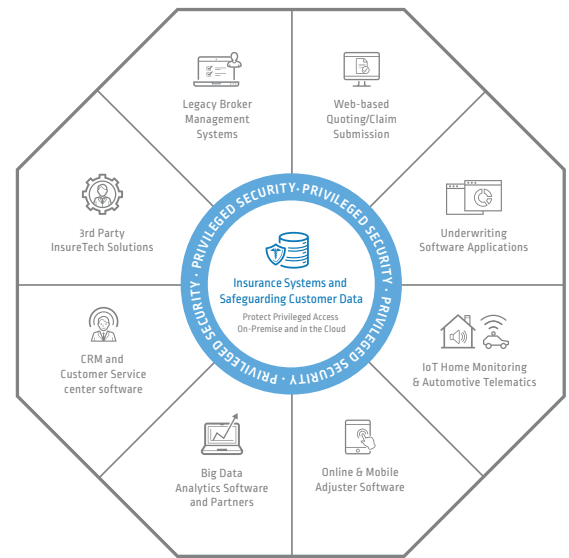 Legacy Broker
Management
Systems
Web-based
Quoting/Claim
Submission
3rd Party
InsureTech Solutions
Underwriting
Software Applications
PRIVILEGED SECURITY · PRIVILEGED SECURITY · PRIVILEGED SECURITY · PRIVILEGED SECURITY ·
Insurance Systems and
Safeguarding Customer Data
Protect Privileged Access
On-Premise and in the Cloud
CRM and
Customer Service
center software
IoT Home Monitoring
& Automotive Telematics
Big Data
Analytics Software
and Partners
Online & Mobile
Adjuster Software